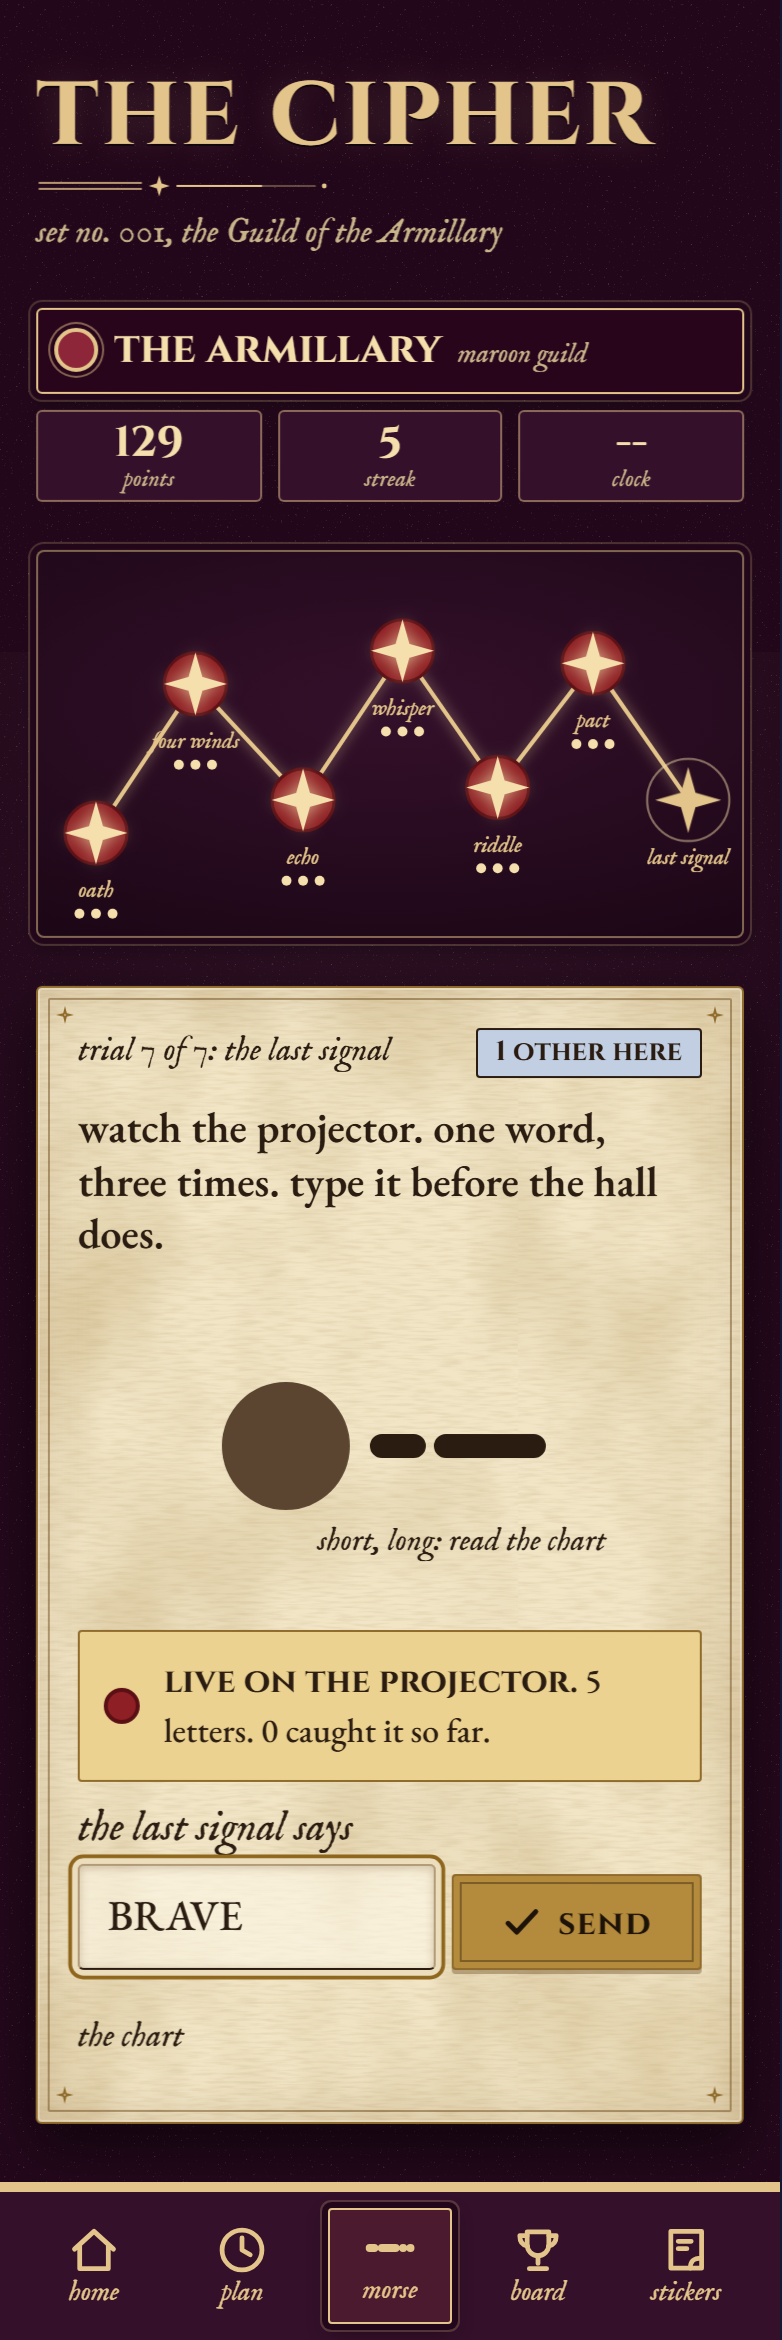 THE CIPHER
set no. 001, the Guild of the Armillary
THE ARMILLARY maroon guild
129
points
5
streak
--
clock
whisper
pact
four winds
riddle
echo
last signal
oath
trial 7 of 7: the last signal
1 OTHER HERE
watch the projector. one word,
three times. type it before the hall
does.
short, long: read the chart
LIVE ON THE PROJECTOR. 5
letters. 0 caught it so far.
the last signal says
BRAVE
SEND
the chart
home
plan
morse
board
stickers